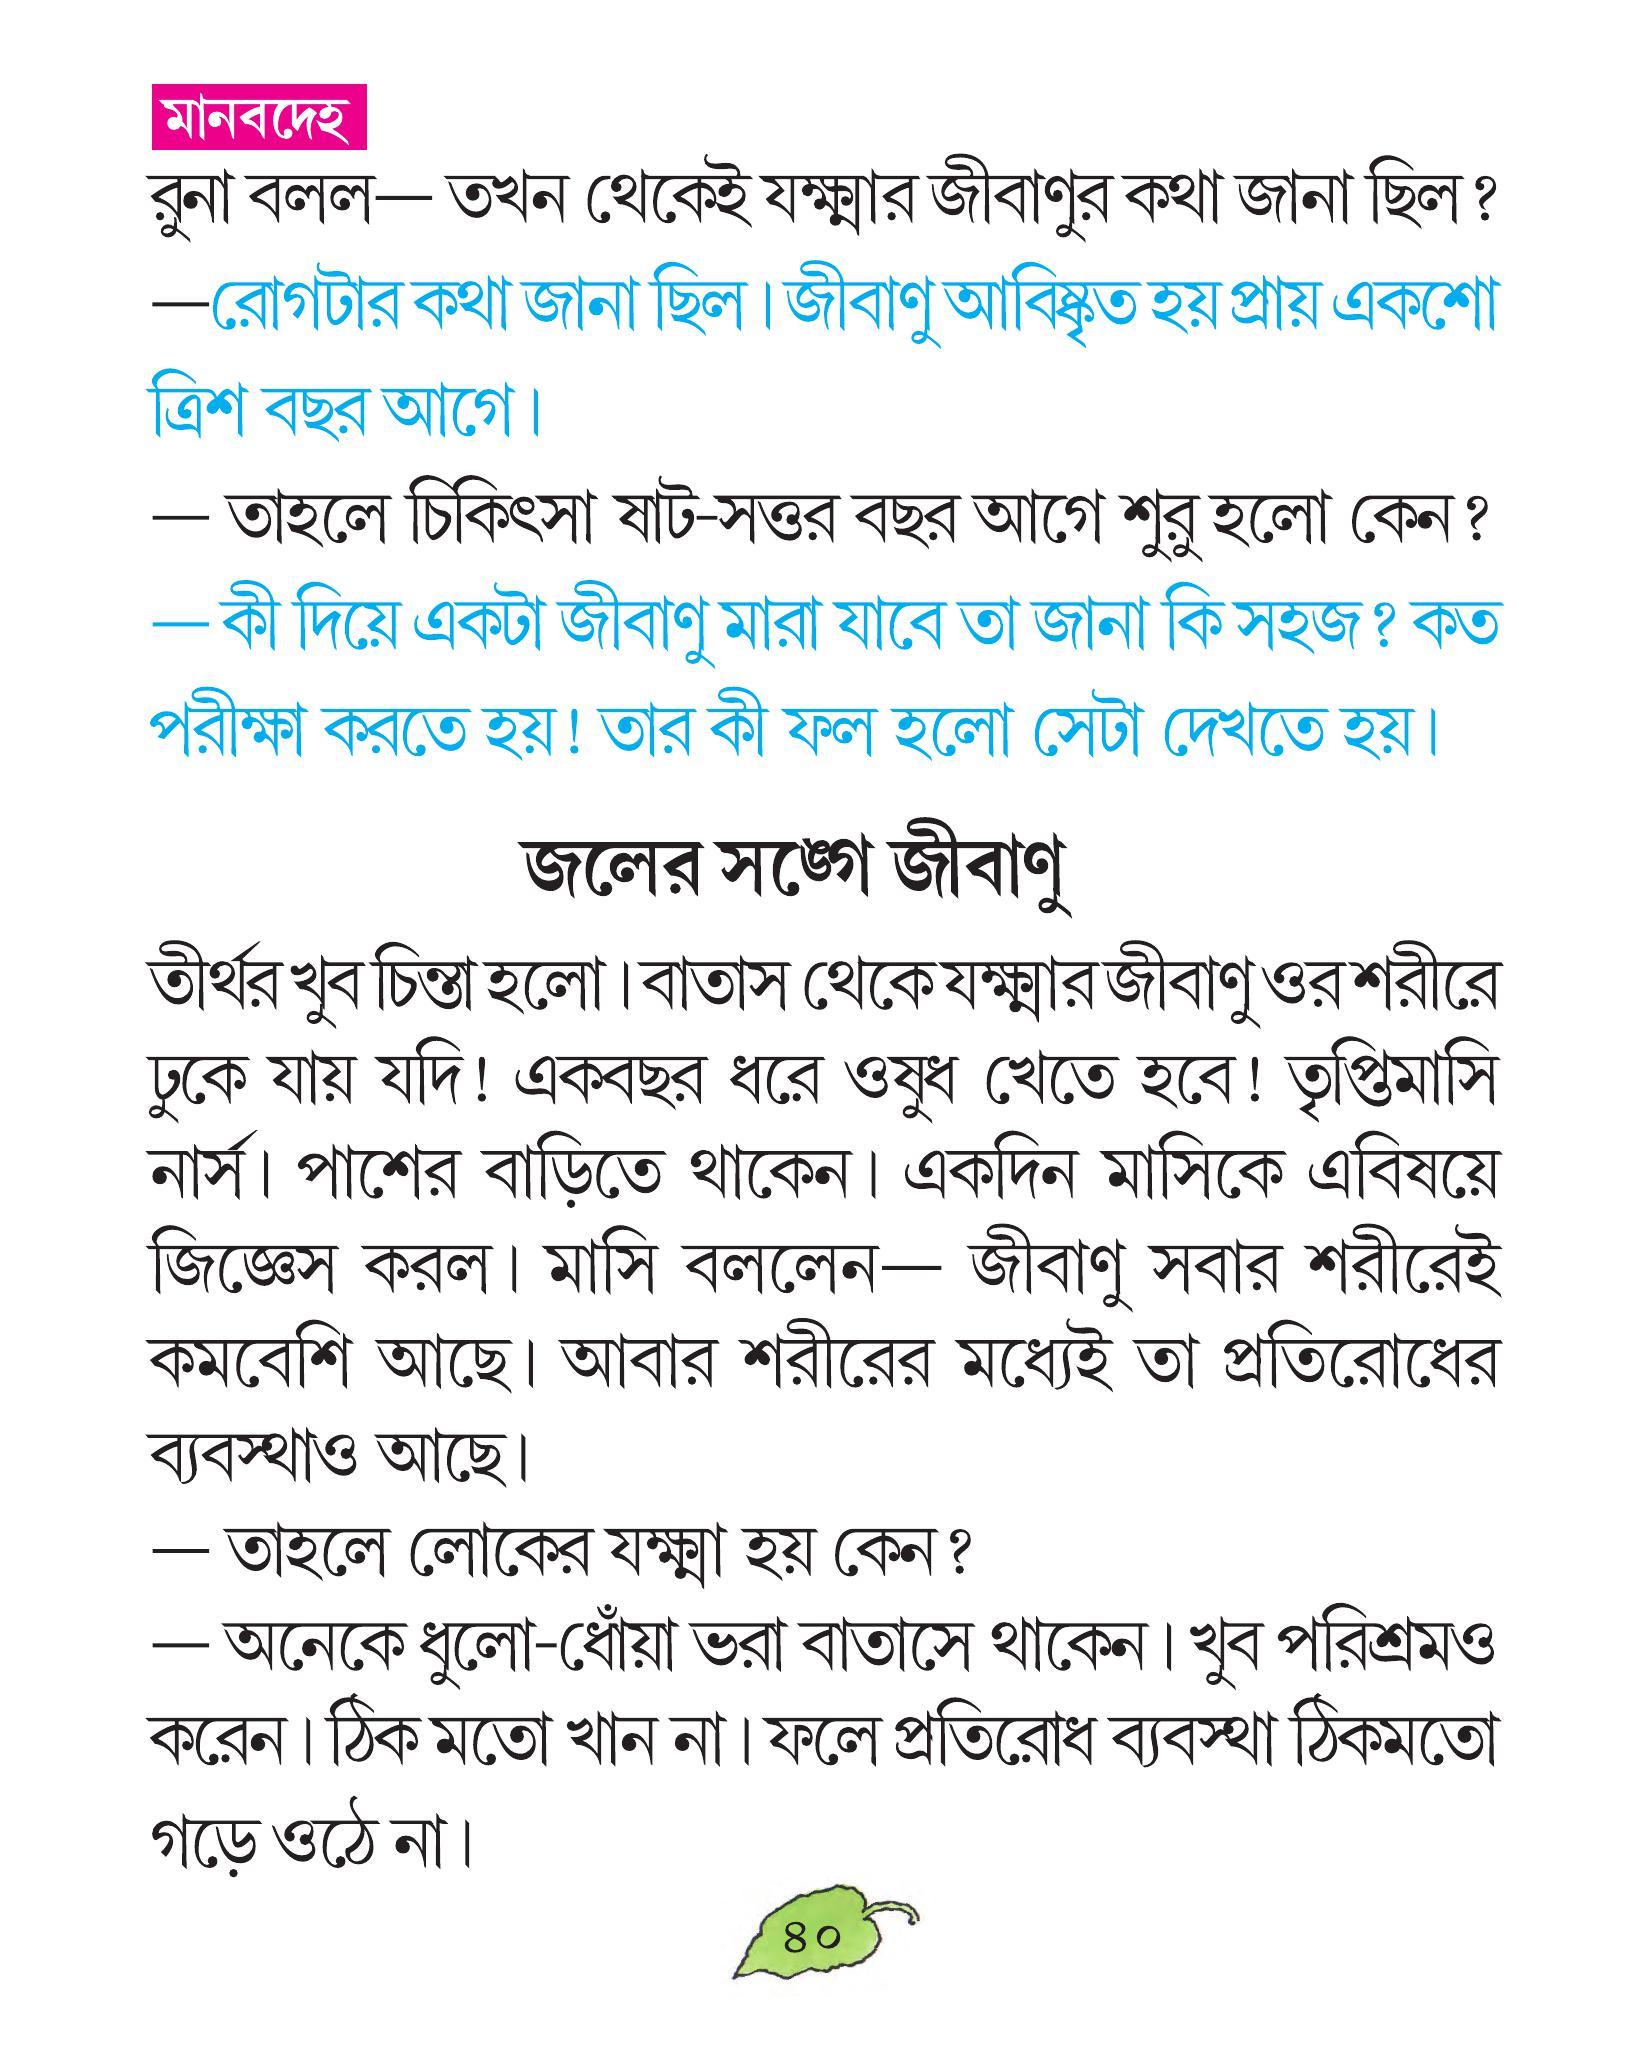 মানবদেহ
রুনা বলল— তখন থেকেই যক্ষ্মার জীবাণুর কথা জানা ছিল?
—রোগটার কথা জানা ছিল। জীবাণু আবিষ্কৃত হয় প্রায় একশো
ত্রিশ বছর আগে।
— তাহলে চিকিৎসা ষাট-সত্তর বছর আগে শুরু হলো কেন?
— কী দিয়ে একটা জীবাণু মারা যাবে তা জানা কি সহজ? কত
পরীক্ষা করতে হয়! তার কী ফল হলো সেটা দেখতে হয়।
জলের সঙ্গে জীবাণু
তীর্থর খুব চিন্তা হলো। বাতাস থেকে যক্ষ্মার জীবাণু ওর শরীরে
ঢুকে যায় যদি! একবছর ধরে ওষুধ খেতে হবে! তৃপ্তিমাসি
নার্স। পাশের বাড়িতে থাকেন। একদিন মাসিকে এবিষয়ে
জিজ্ঞেস করল। মাসি বললেন— জীবাণু সবার শরীরেই
কমবেশি আছে। আবার শরীরের মধ্যেই তা প্রতিরোধের
ব্যবস্থাও আছে।
— তাহলে লোকের যক্ষ্মা হয় কেন?
— অনেকে ধুলো-ধোঁয়া ভরা বাতাসে থাকেন। খুব পরিশ্রমও
করেন। ঠিক মতো খান না। ফলে প্রতিরোধ ব্যবস্থা ঠিকমতো
গড়ে ওঠে না।
৪০